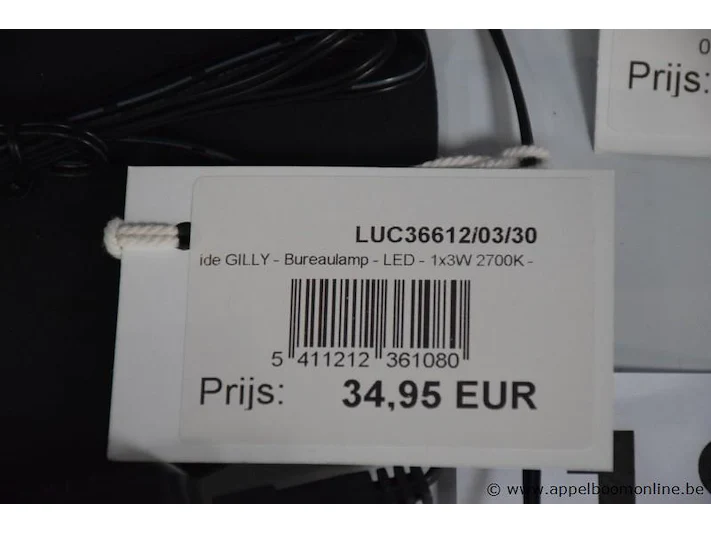 0
Prijs:
LUC36612/03/30
ide GILLY - Bureaulamp - LED - 1x3W 2700K -
5 411212 361080
Prijs: 34,95 EUR
© www.appelboomonline.be